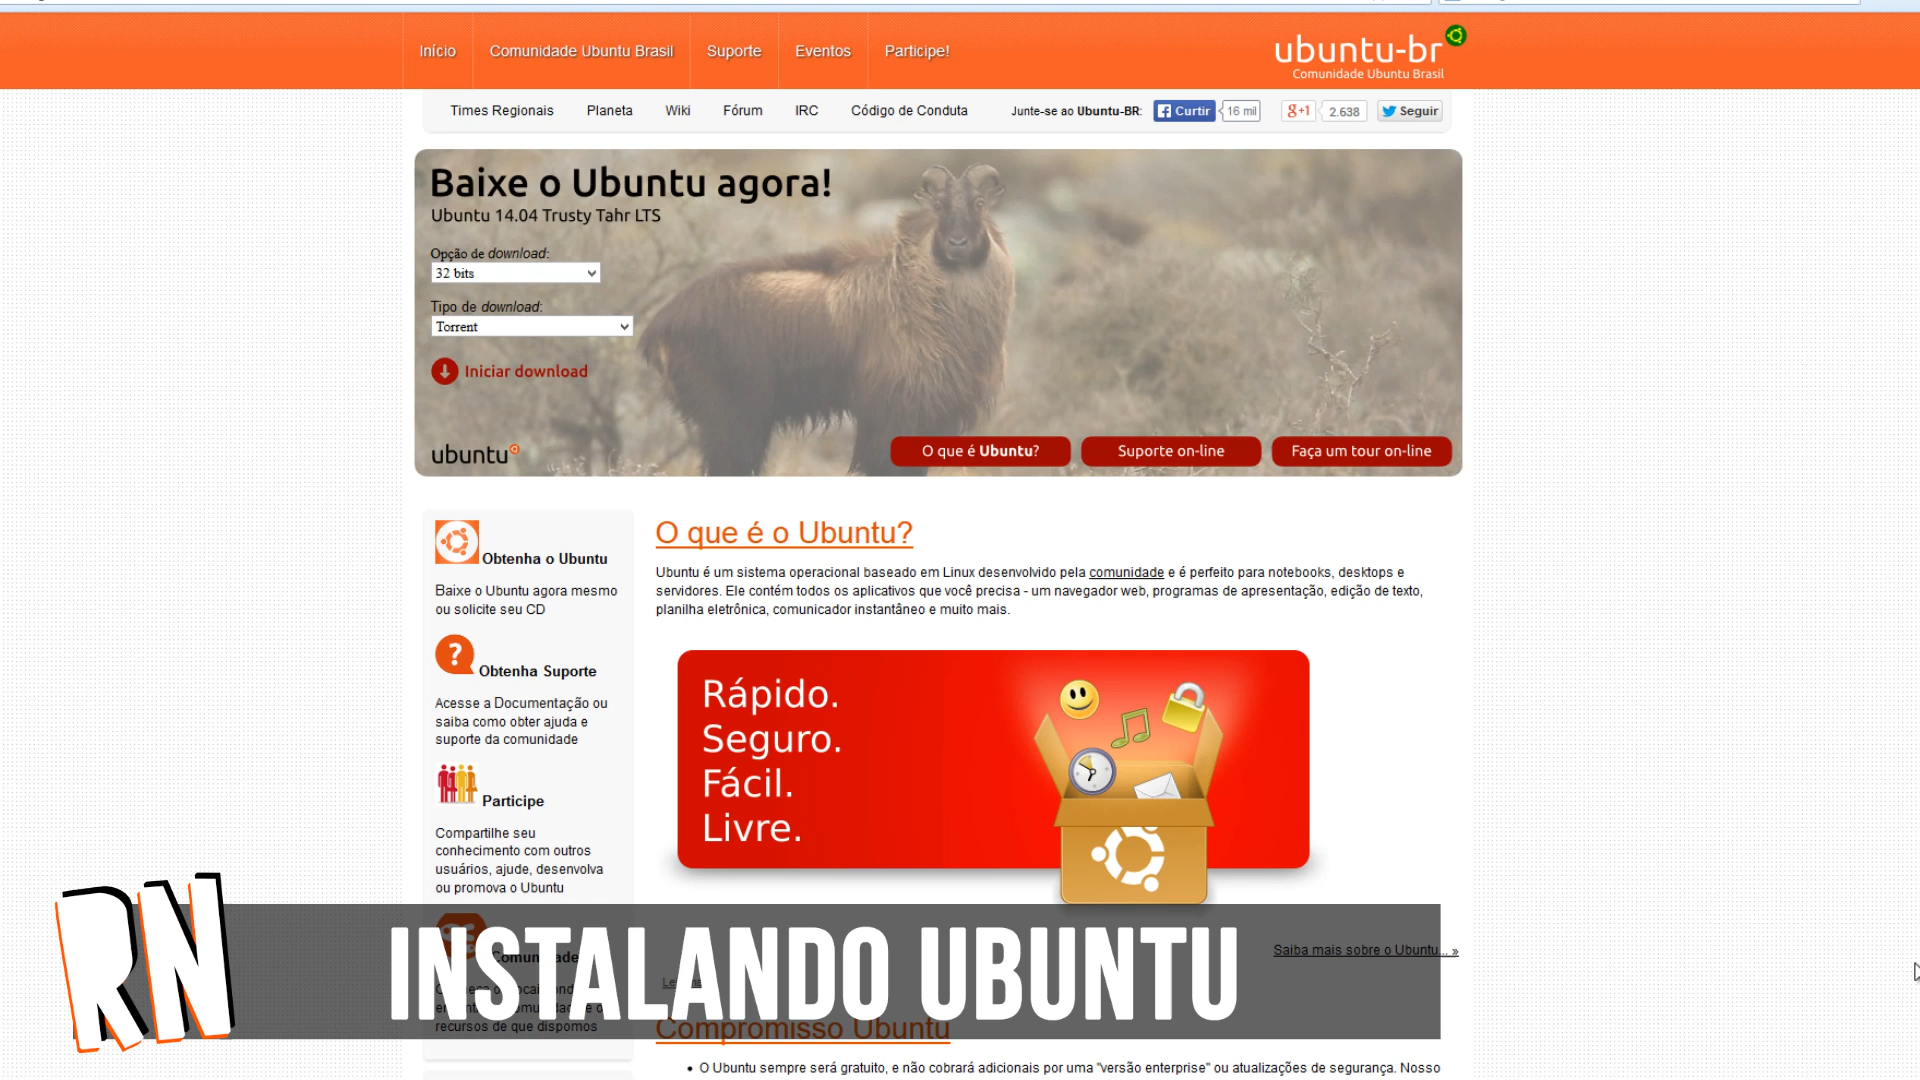 Início Comunidade Ubuntu Brasil Suporte Eventos Participe!
ubuntu-br
Comunidade Ubuntu Brasil
Times Regionais Planeta Wiki Fórum IRC Código de Conduta Junte-se ao Ubuntu-BR: Curtir 16 mil g+1 2.638 Seguir
Baixe o Ubuntu agora!
Ubuntu 14.04 Trusty Tahr LTS
Opção de download:
32 bits
Tipo de download:
Torrent
Iniciar download
ubuntu
O que é Ubuntu? Suporte on-line Faça um tour on-line
Obtenha o Ubuntu
Baixe o Ubuntu agora mesmo
ou solicite seu CD
Obtenha Suporte
Acesse a Documentação ou
saiba como obter ajuda e
suporte da comunidade
Participe
Compartilhe seu
conhecimento com outros
usuários, ajude, desenvolva
ou promova o Ubuntu
recursos de que dispomos
O que é o Ubuntu?
Ubuntu é um sistema operacional baseado em Linux desenvolvido pela comunidade e é perfeito para notebooks, desktops e
servidores. Ele contém todos os aplicativos que você precisa - um navegador web, programas de apresentação, edição de texto,
planilha eletrônica, comunicador instantâneo e muito mais.
Rápido.
Seguro.
Fácil.
Livre.
Saiba mais sobre o Ubuntu... »
Compromisso Ubuntu
• O Ubuntu sempre será gratuito, e não cobrará adicionais por uma "versão enterprise" ou atualizações de segurança. Nosso
RN
INSTALANDO UBUNTU